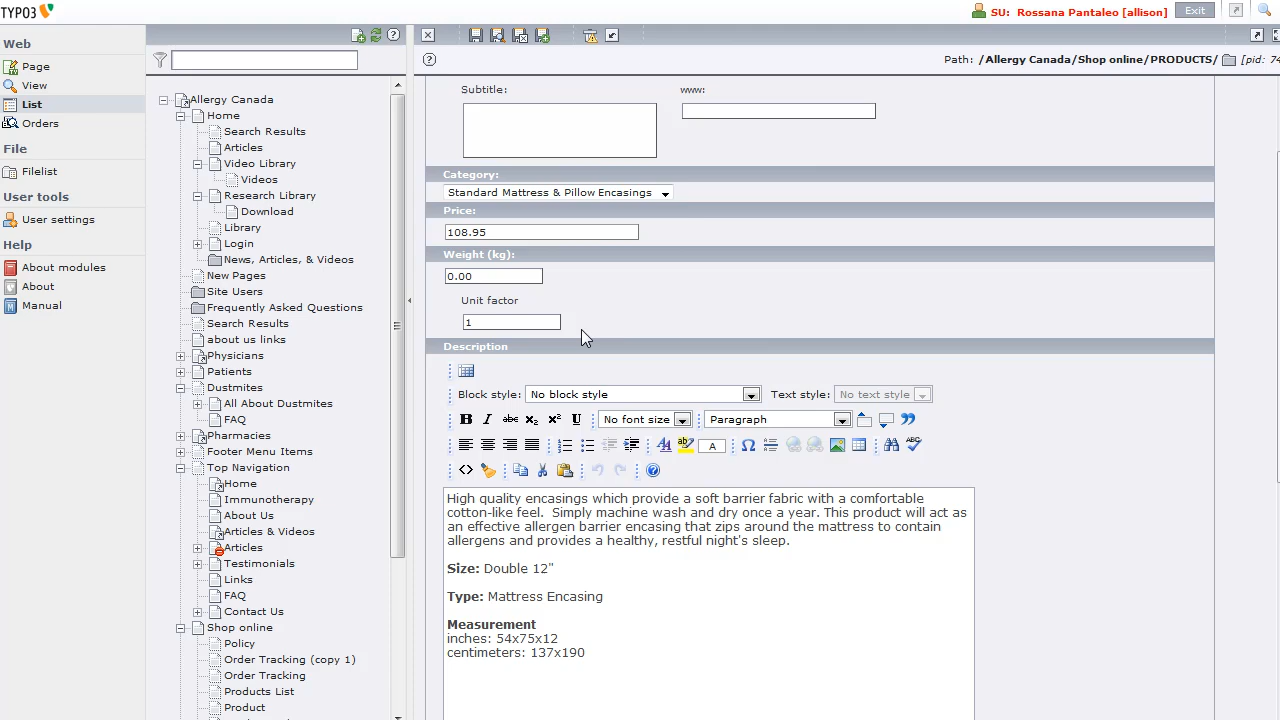 TYPO3
SU: Rossana Pantaleo [allison]
Exit
Web
Page
View
List
Orders
File
Filelist
User tools
User settings
Help
About modules
About
Manual
Allergy Canada
Home
Search Results
Articles
Video Library
Videos
Research Library
Download
Library
Login
News, Articles, & Videos
New Pages
Site Users
Frequently Asked Questions
Search Results
about us links
Physicians
Patients
Dustmites
All About Dustmites
FAQ
Pharmacies
Footer Menu Items
Top Navigation
Home
Immunotherapy
About Us
Articles & Videos
Articles
Testimonials
Links
FAQ
Contact Us
Shop online
Policy
Order Tracking (copy 1)
Order Tracking
Products List
Product
Path: /Allergy Canada/Shop online/PRODUCTS/ [pid: 74
Subtitle: www:
Category:
Standard Mattress & Pillow Encasings
Price:
108.95
Weight (kg):
0.00
Unit factor
1
Description
Block style: No block style Text style: No text style
B I abc x₂ x² U No font size Paragraph
High quality encasings which provide a soft barrier fabric with a comfortable
cotton-like feel. Simply machine wash and dry once a year. This product will act as
an effective allergen barrier encasing that zips around the mattress to contain
allergens and provides a healthy, restful night's sleep.
Size: Double 12"
Type: Mattress Encasing
Measurement
inches: 54x75x12
centimeters: 137x190